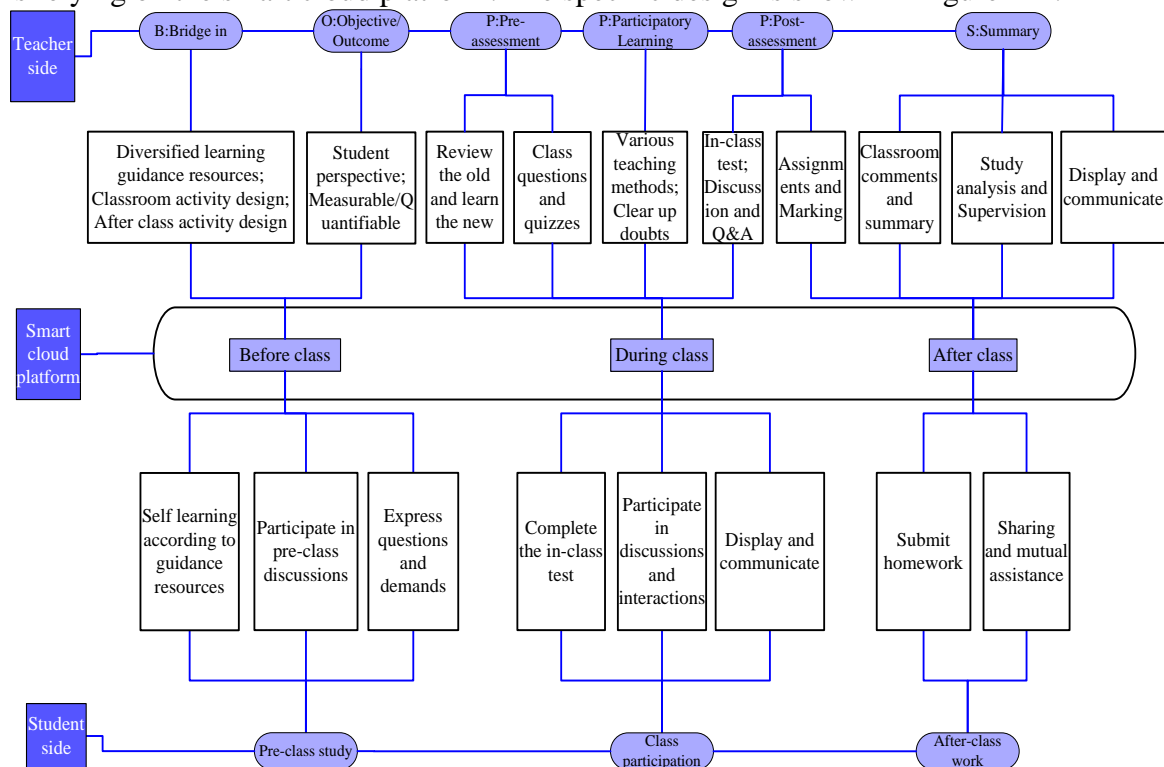 Teacher
side
B:Bridge in
O:Objective/
Outcome
P:Pre-
assessment
P:Participatory
Learning
P:Post-
assessment
S:Summary
Diversified learning
guidance resources;
Classroom activity design;
After class activity design
Student
perspective;
Measurable/Q
uantifiable
Review
the old
and learn
the new
Class
questions
and
quizzes
Various
teaching
methods;
Clear up
doubts
In-class
test;
Discuss
ion and
Q&A
Assignm
ents and
Marking
Classroom
comments
and
summary
Study
analysis and
Supervision
Display and
communicate
Smart
cloud
platform
Before class
During class
After class
Self learning
according to
guidance
resources
Participate in
pre-class
discussions
Express
questions
and
demands
Complete
the in-class
test
Participate
in
discussions
and
interactions
Display and
communicate
Submit
homework
Sharing
and mutual
assistance
Student
side
Pre-class study
Class
participation
After-class
work